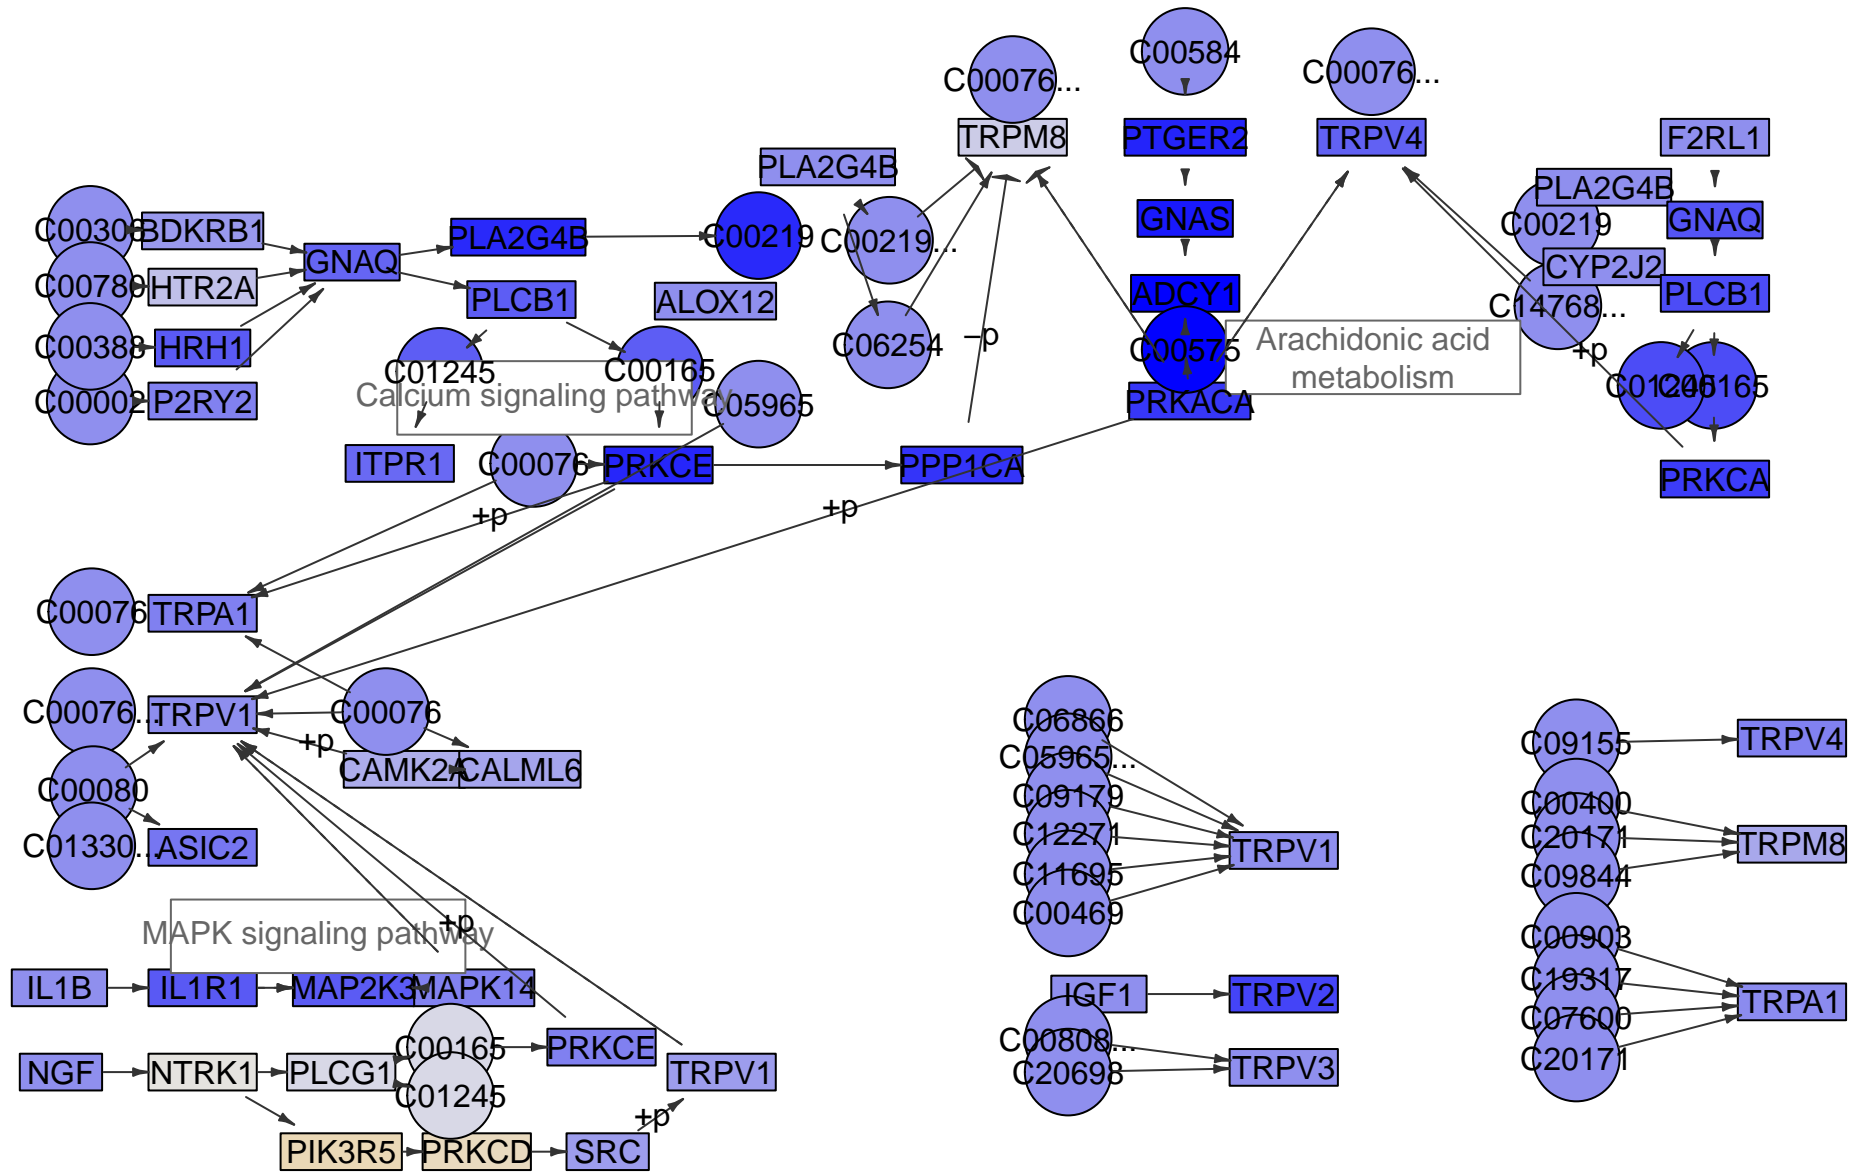 C00584
C00076...
C00076...
TRPM8
PTGER2
TRPV4
F2RL1
PLA2G4B
PLA2G4B
C00219
GNAS
GNAQ
BDKRB1
PLA2G4B
C00219
C00219...
GNAQ
CYP2J2
C00780
HTR2A
PLCB1
ALOX12
ADCY1
PLCB1
C14768...
C00388
HRH1
C06254
-p
C00575
Arachidonic acid
metabolism
+p
C01245
C00165
Calcium signaling pathway
C00002
P2RY2
C05965
PRKACA
C00165
ITPR1
C00076
PRKCE
PPP1CA
PRKCA
+p
+p
C00076
TRPA1
C00076...
TRPV1
C00076
+p
CAMK2A
CALML6
C00080
C01330...
ASIC2
C06866
C05965...
C09179
C12271
C11695
C00469
TRPV1
C09155
TRPV4
C00400
C20171
C09844
TRPM8
C00903
C19317
C07600
C20171
TRPA1
+p
MAPK signaling pathway
IL1B
IL1R1
MAP2K3
MAPK14
IGF1
TRPV2
C00808...
C20698
TRPV3
C00165
PRKCE
NGF
NTRK1
PLCG1
TRPV1
C01245
+p
PIK3R5
PRKCD
SRC